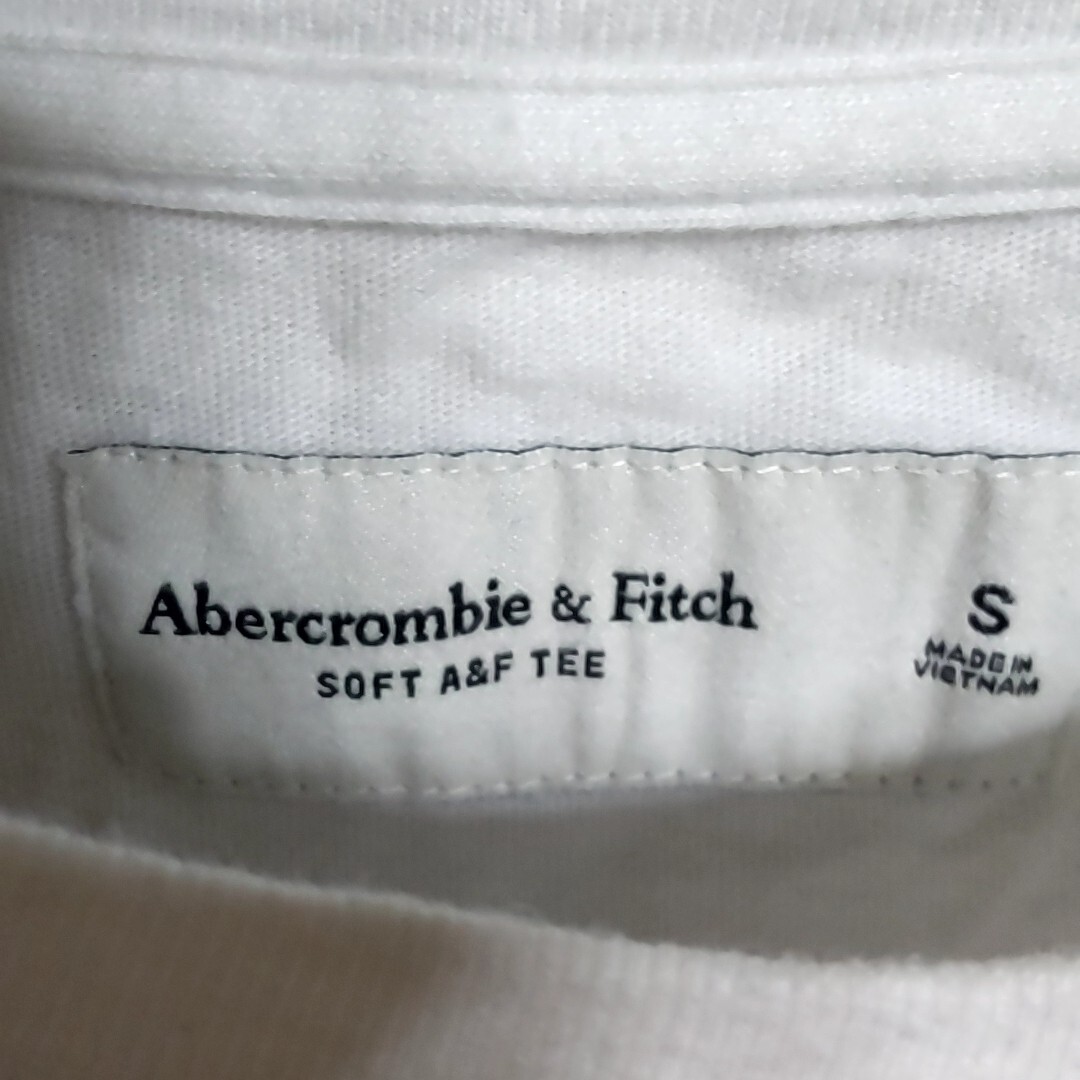 Abercrombie & Fitch
SOFT A&F TEE
S
MADE IN
VIETNAM